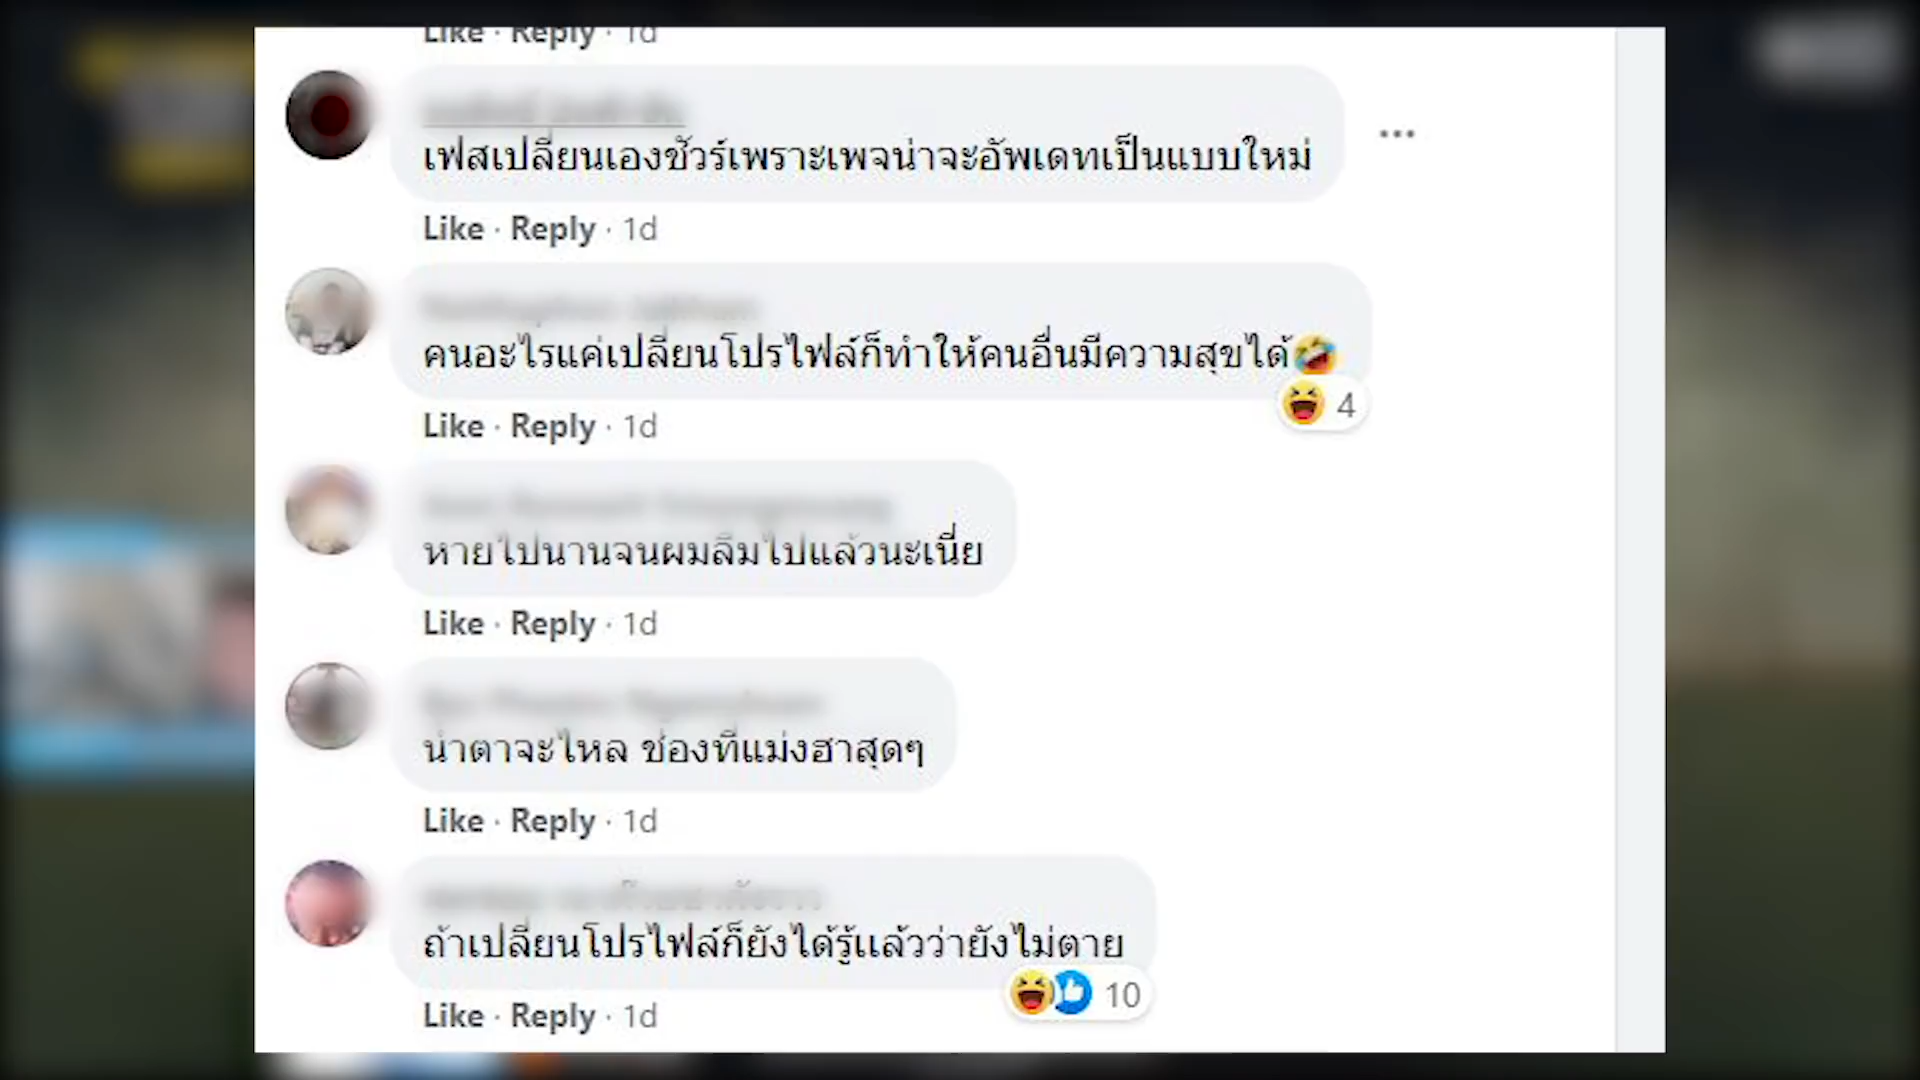 Like · Reply · 1d
เฟสเปลี่ยนเองชัวร์เพราะเพจน่าจะอัพเดทเป็นแบบใหม่
Like · Reply · 1d
คนอะไรแค่เปลี่ยนโปรไฟล์ก็ทำให้คนอื่นมีความสุขได้🤣
4
Like · Reply · 1d
หายไปนานจนผมลืมไปแล้วนะเนี่ย
Like · Reply · 1d
น้ำตาจะไหล ช่องที่แม่งฮาสุดๆ
Like · Reply · 1d
ถ้าเปลี่ยนโปรไฟล์ก็ยังได้รู้แล้วว่ายังไม่ตาย
10
Like · Reply · 1d